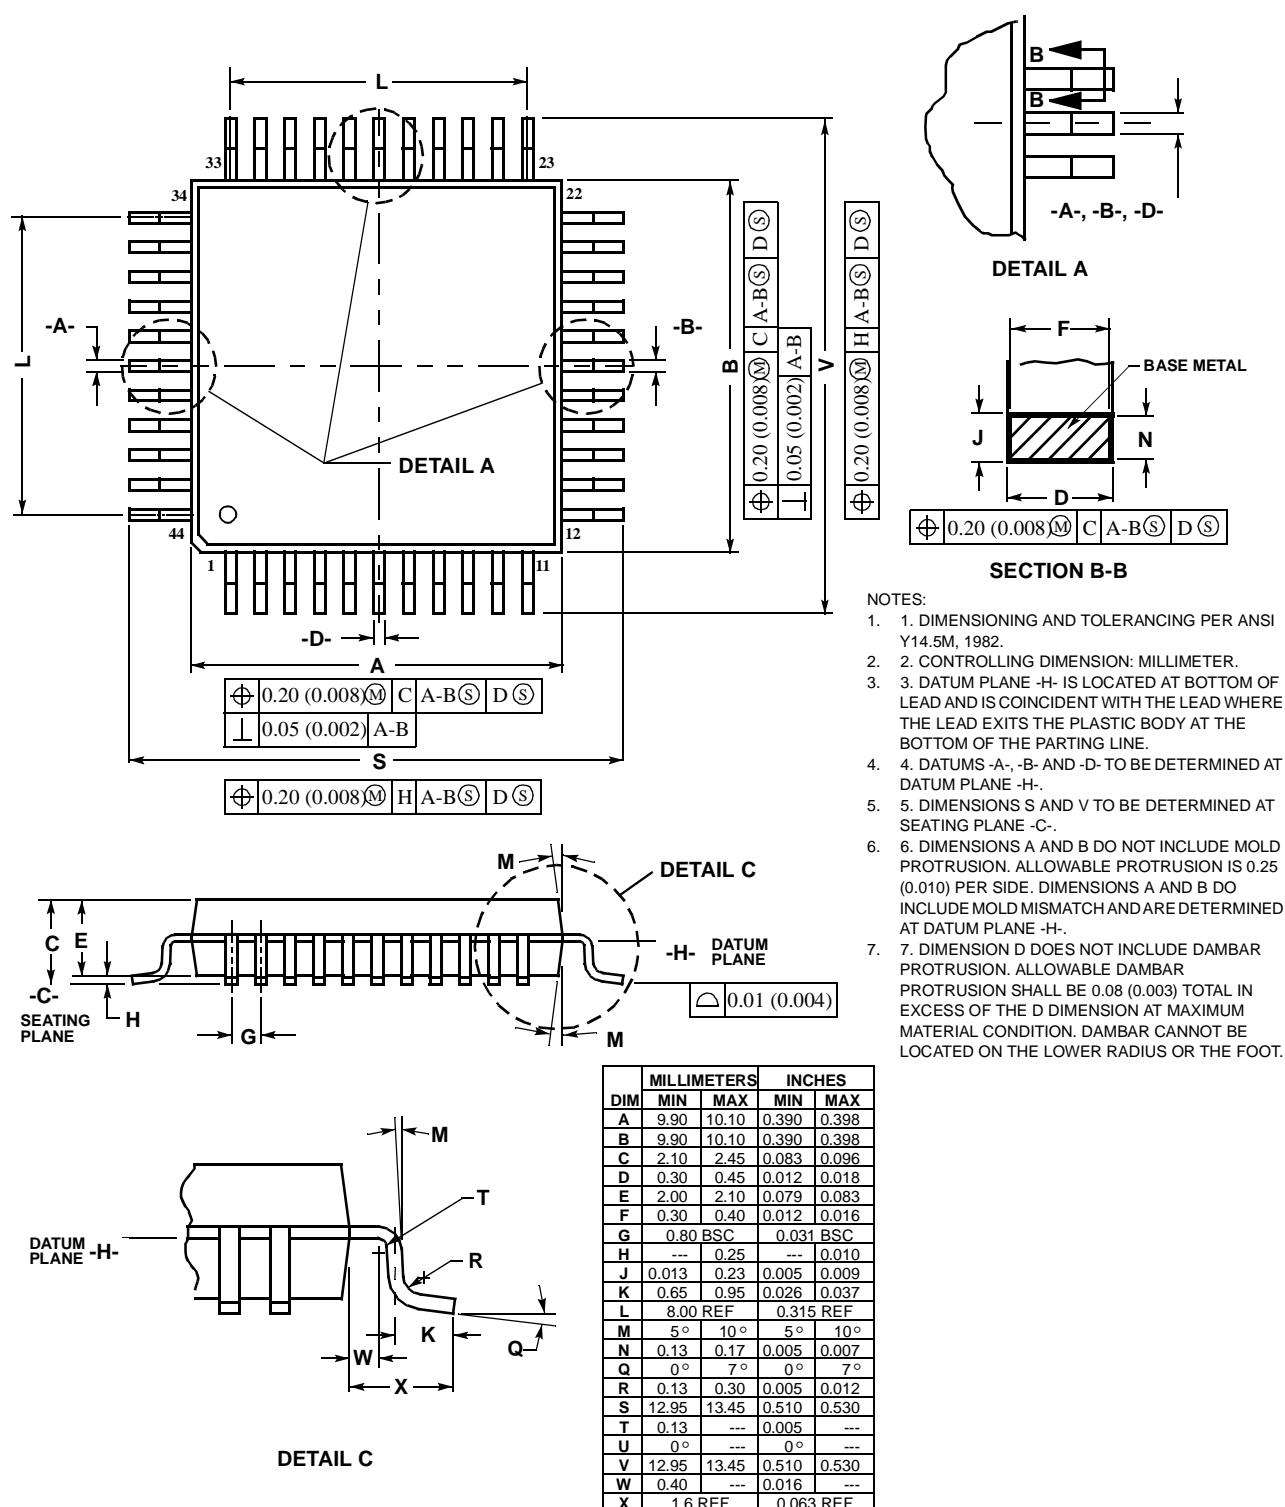 L
33
23
34
22
-A-
-B-
L
B
V
DETAIL A
44
12
1
11
-D-
A
⌖ 0.20 (0.008) Ⓜ C A-B Ⓢ D Ⓢ
⊥ 0.05 (0.002) A-B
S
⌖ 0.20 (0.008) Ⓜ H A-B Ⓢ D Ⓢ
⌖ 0.20 (0.008) Ⓜ C A-B Ⓢ D Ⓢ
⊥ 0.05 (0.002) A-B
⌖ 0.20 (0.008) Ⓜ H A-B Ⓢ D Ⓢ
B
B
-A-, -B-, -D-
DETAIL A
F
BASE METAL
J
N
D
⌖ 0.20 (0.008) Ⓜ C A-B Ⓢ D Ⓢ
SECTION B-B
NOTES:
1. 1. DIMENSIONING AND TOLERANCING PER ANSI
Y14.5M, 1982.
2. 2. CONTROLLING DIMENSION: MILLIMETER.
3. 3. DATUM PLANE -H- IS LOCATED AT BOTTOM OF
LEAD AND IS COINCIDENT WITH THE LEAD WHERE
THE LEAD EXITS THE PLASTIC BODY AT THE
BOTTOM OF THE PARTING LINE.
4. 4. DATUMS -A-, -B- AND -D- TO BE DETERMINED AT
DATUM PLANE -H-.
5. 5. DIMENSIONS S AND V TO BE DETERMINED AT
SEATING PLANE -C-.
6. 6. DIMENSIONS A AND B DO NOT INCLUDE MOLD
PROTRUSION. ALLOWABLE PROTRUSION IS 0.25
(0.010) PER SIDE. DIMENSIONS A AND B DO
INCLUDE MOLD MISMATCH AND ARE DETERMINED
AT DATUM PLANE -H-.
7. 7. DIMENSION D DOES NOT INCLUDE DAMBAR
PROTRUSION. ALLOWABLE DAMBAR
PROTRUSION SHALL BE 0.08 (0.003) TOTAL IN
EXCESS OF THE D DIMENSION AT MAXIMUM
MATERIAL CONDITION. DAMBAR CANNOT BE
LOCATED ON THE LOWER RADIUS OR THE FOOT.
M
DETAIL C
C
E
-H- DATUM
PLANE
-C-
SEATING
PLANE
H
G
M
⌓ 0.01 (0.004)
M
T
DATUM
PLANE -H-
R
K
Q
W
X
DETAIL C
MILLIMETERS INCHES
DIM MIN MAX MIN MAX
A 9.90 10.10 0.390 0.398
B 9.90 10.10 0.390 0.398
C 2.10 2.45 0.083 0.096
D 0.30 0.45 0.012 0.018
E 2.00 2.10 0.079 0.083
F 0.30 0.40 0.012 0.016
G 0.80 BSC 0.031 BSC
H --- 0.25 --- 0.010
J 0.013 0.23 0.005 0.009
K 0.65 0.95 0.026 0.037
L 8.00 REF 0.315 REF
M 5° 10° 5° 10°
N 0.13 0.17 0.005 0.007
Q 0° 7° 0° 7°
R 0.13 0.30 0.005 0.012
S 12.95 13.45 0.510 0.530
T 0.13 --- 0.005 ---
U 0° --- 0° ---
V 12.95 13.45 0.510 0.530
W 0.40 --- 0.016 ---
X 1.6 REF 0.063 REF